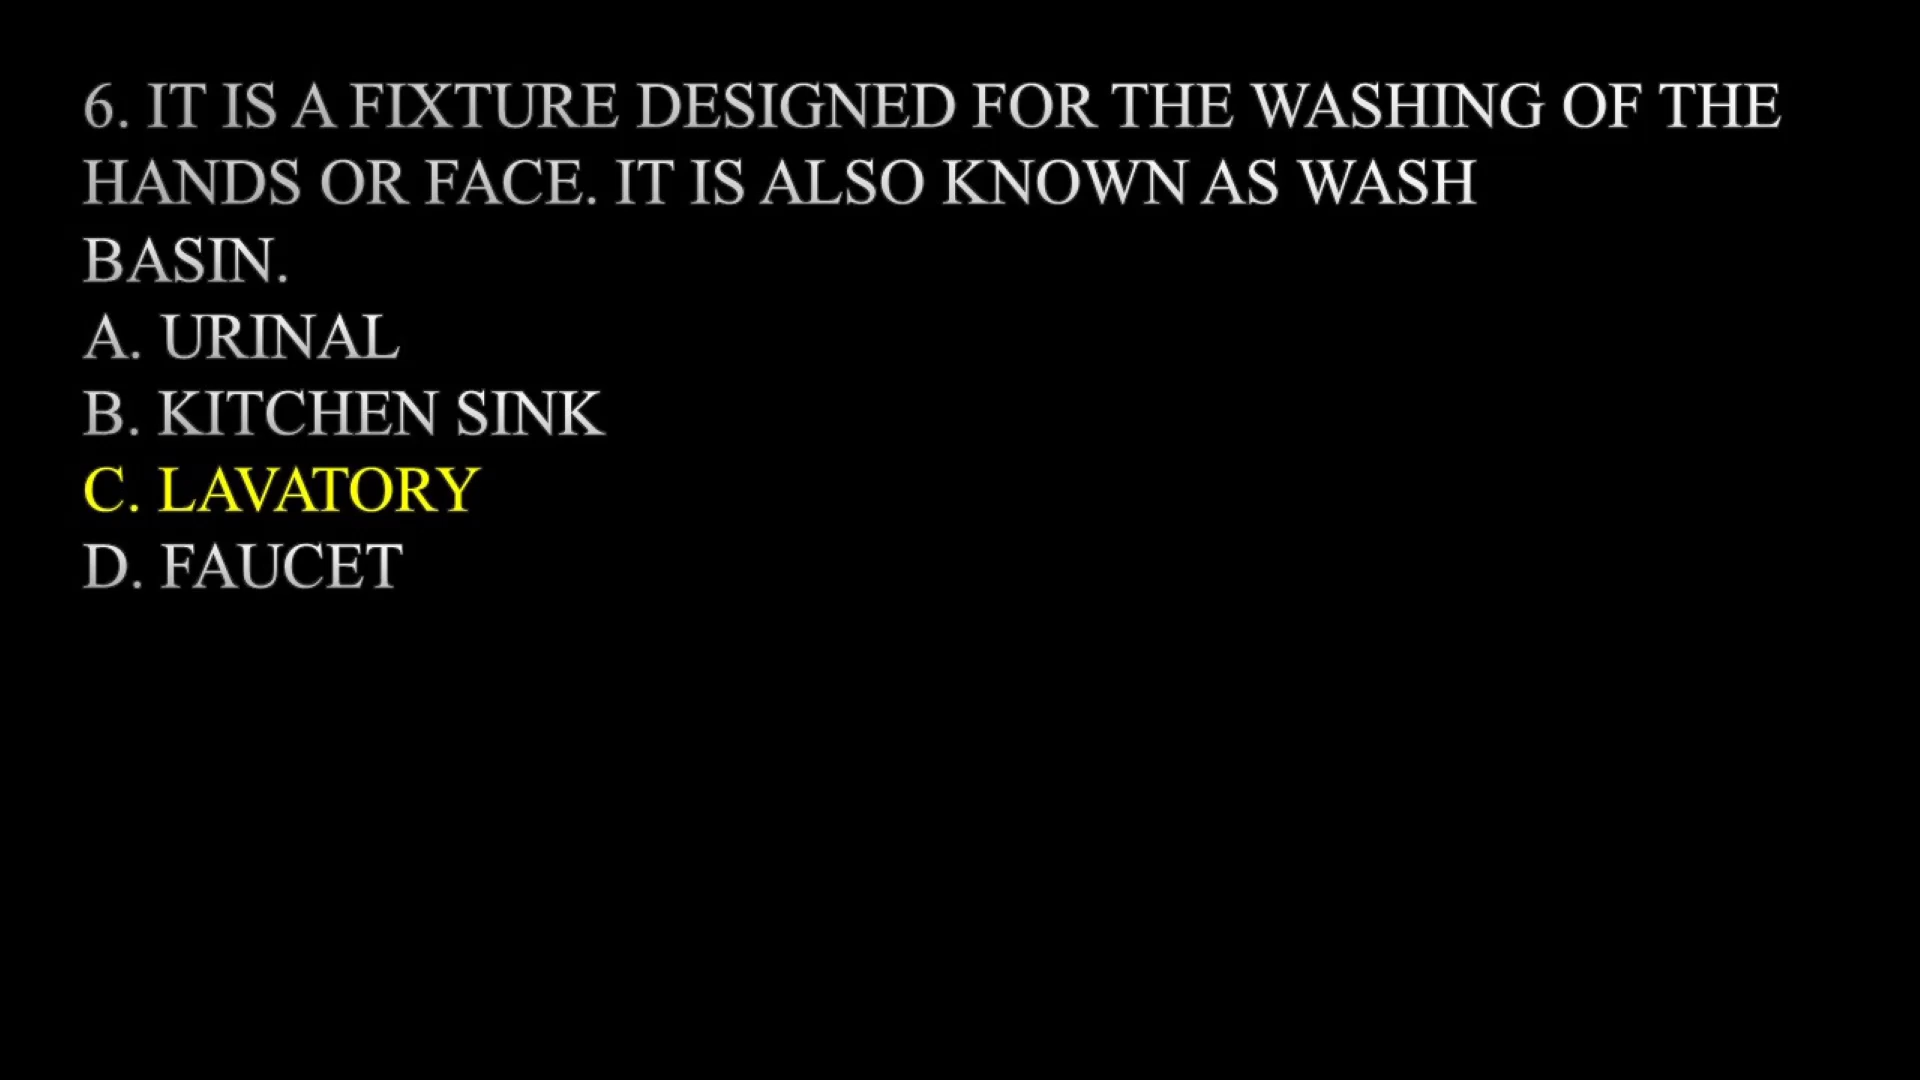 6. IT IS A FIXTURE DESIGNED FOR THE WASHING OF THE
HANDS OR FACE. IT IS ALSO KNOWN AS WASH
BASIN.
A. URINAL
B. KITCHEN SINK
C. LAVATORY
D. FAUCET